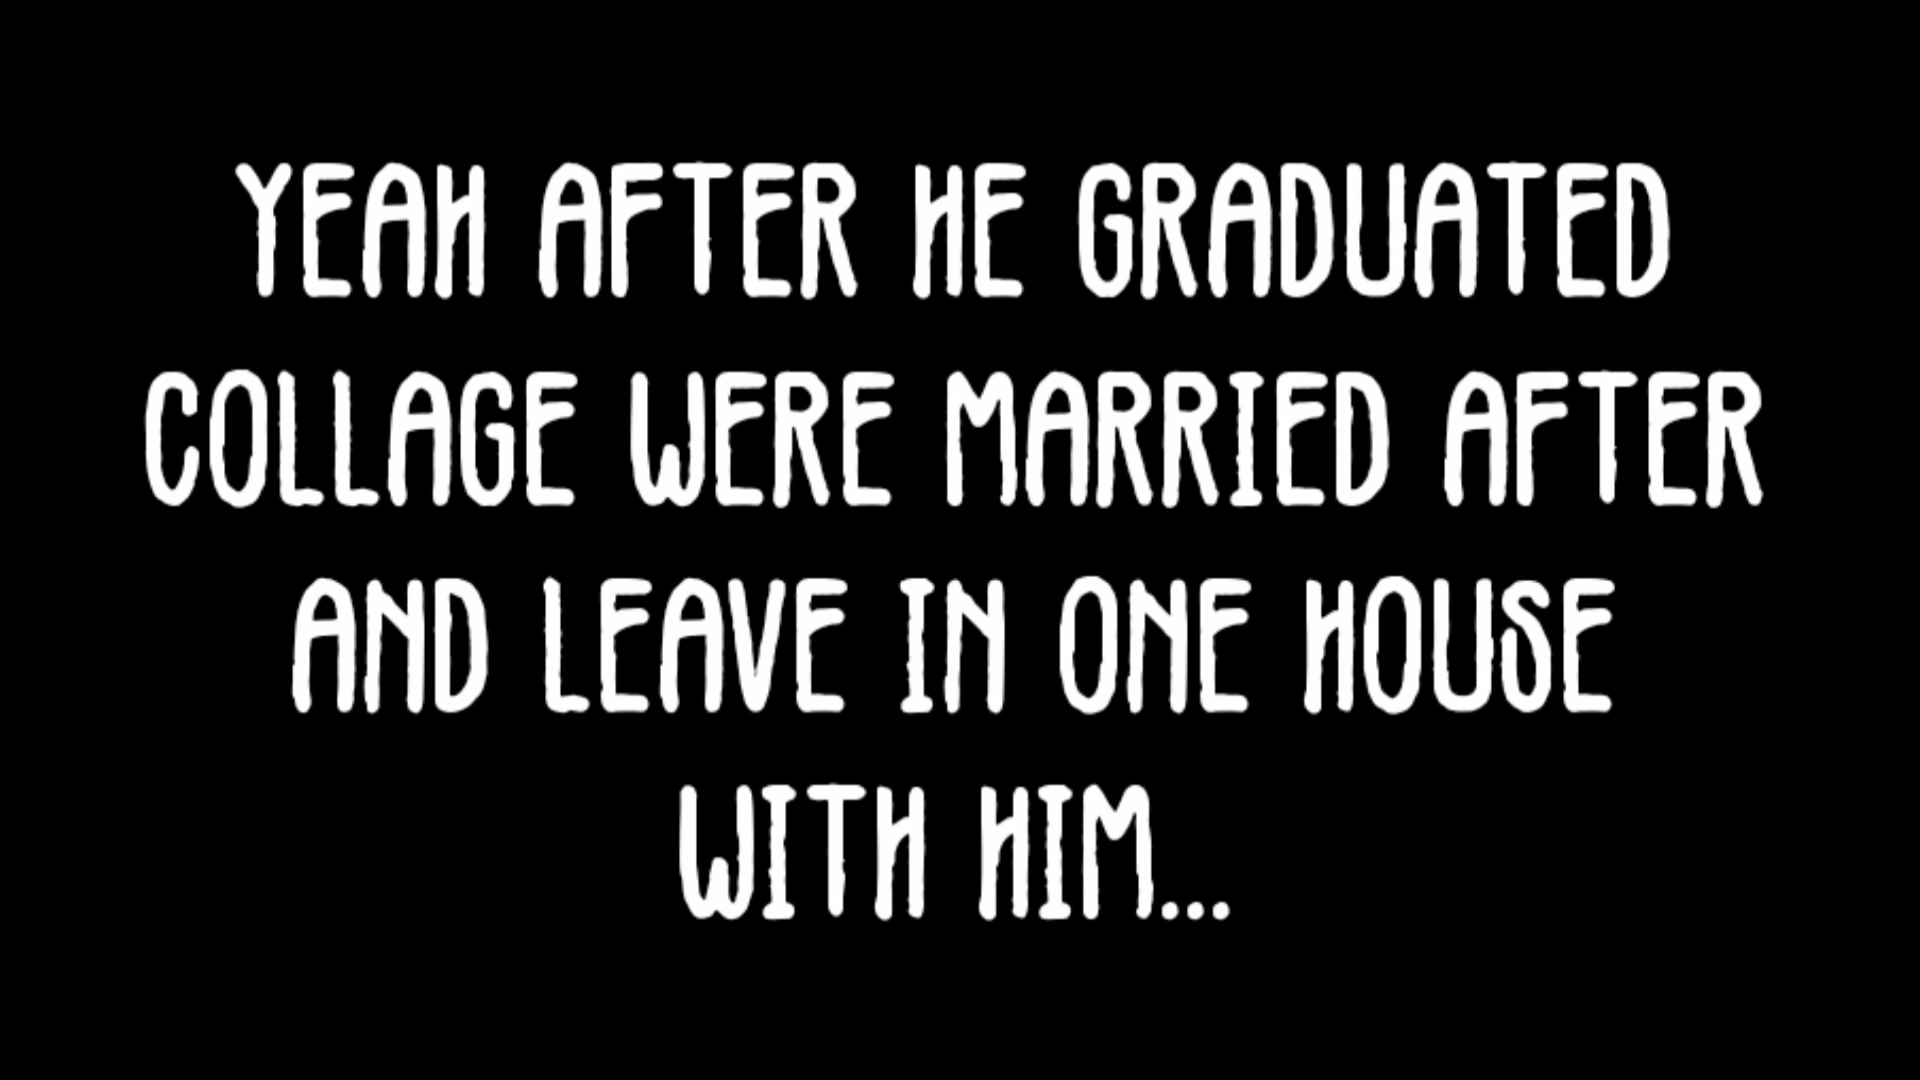 YEAH AFTER HE GRADUATED
COLLAGE WERE MARRIED AFTER
AND LEAVE IN ONE HOUSE
WITH HIM...